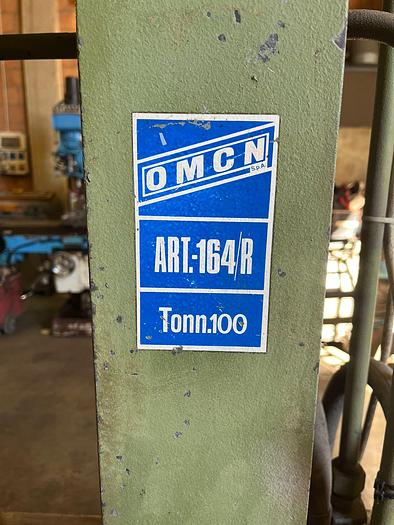 OMCN
S.p.A.
ART.-164/R
Tonn.100